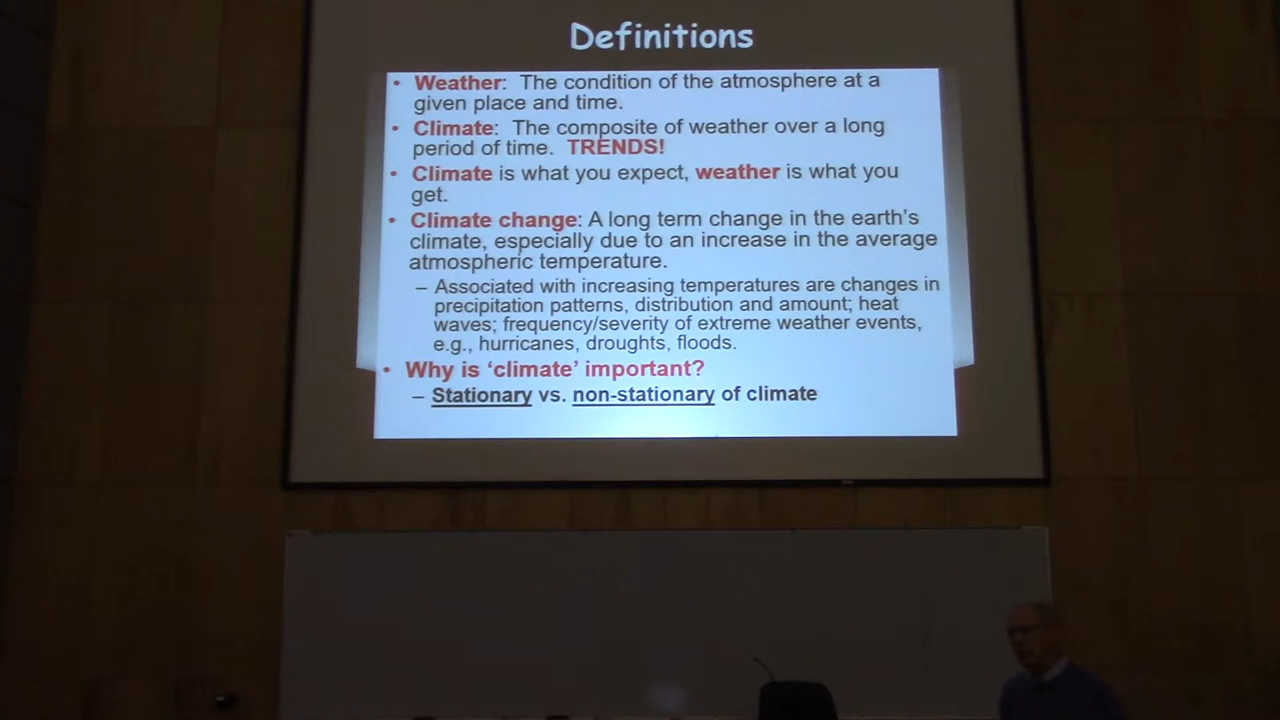 Definitions
• Weather: The condition of the atmosphere at a
given place and time.
• Climate: The composite of weather over a long
period of time. TRENDS!
• Climate is what you expect, weather is what you
get.
• Climate change: A long term change in the earth's
climate, especially due to an increase in the average
atmospheric temperature.
– Associated with increasing temperatures are changes in
precipitation patterns, distribution and amount; heat
waves; frequency/severity of extreme weather events,
e.g., hurricanes, droughts, floods.
• Why is ‘climate’ important?
– Stationary vs. non-stationary of climate